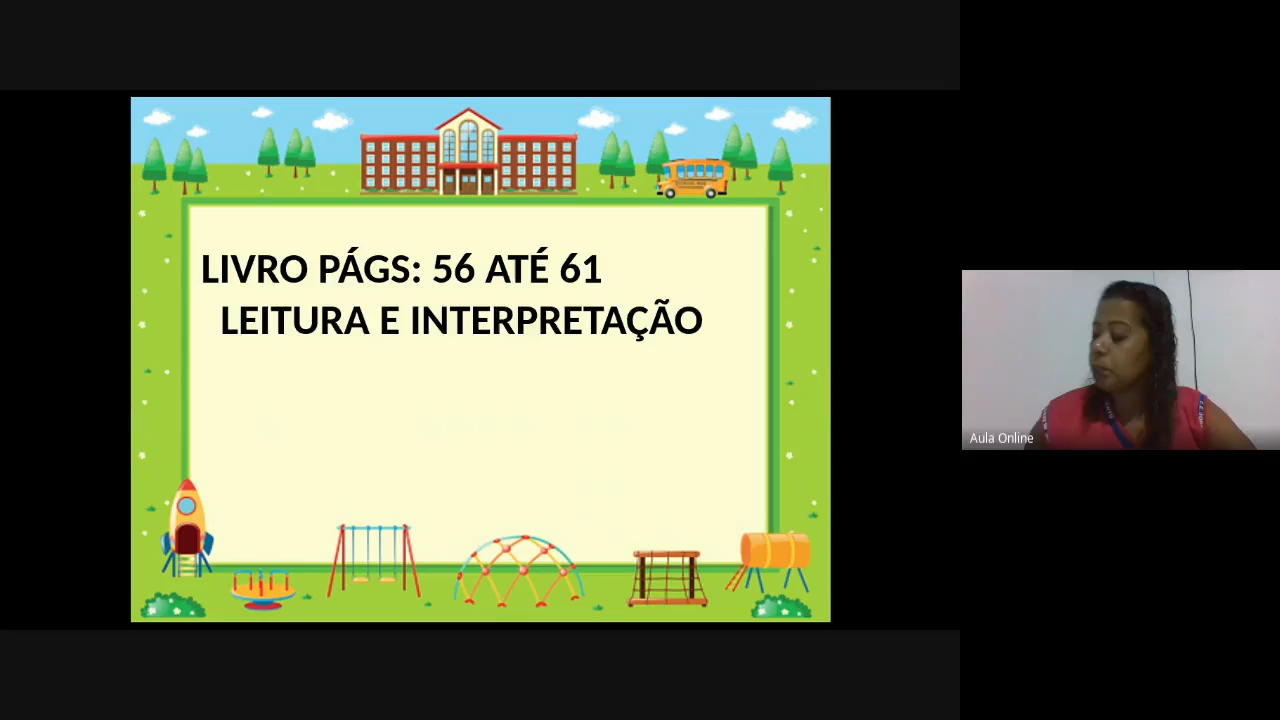 LIVRO PÁGS: 56 ATÉ 61
LEITURA E INTERPRETAÇÃO
Aula Online